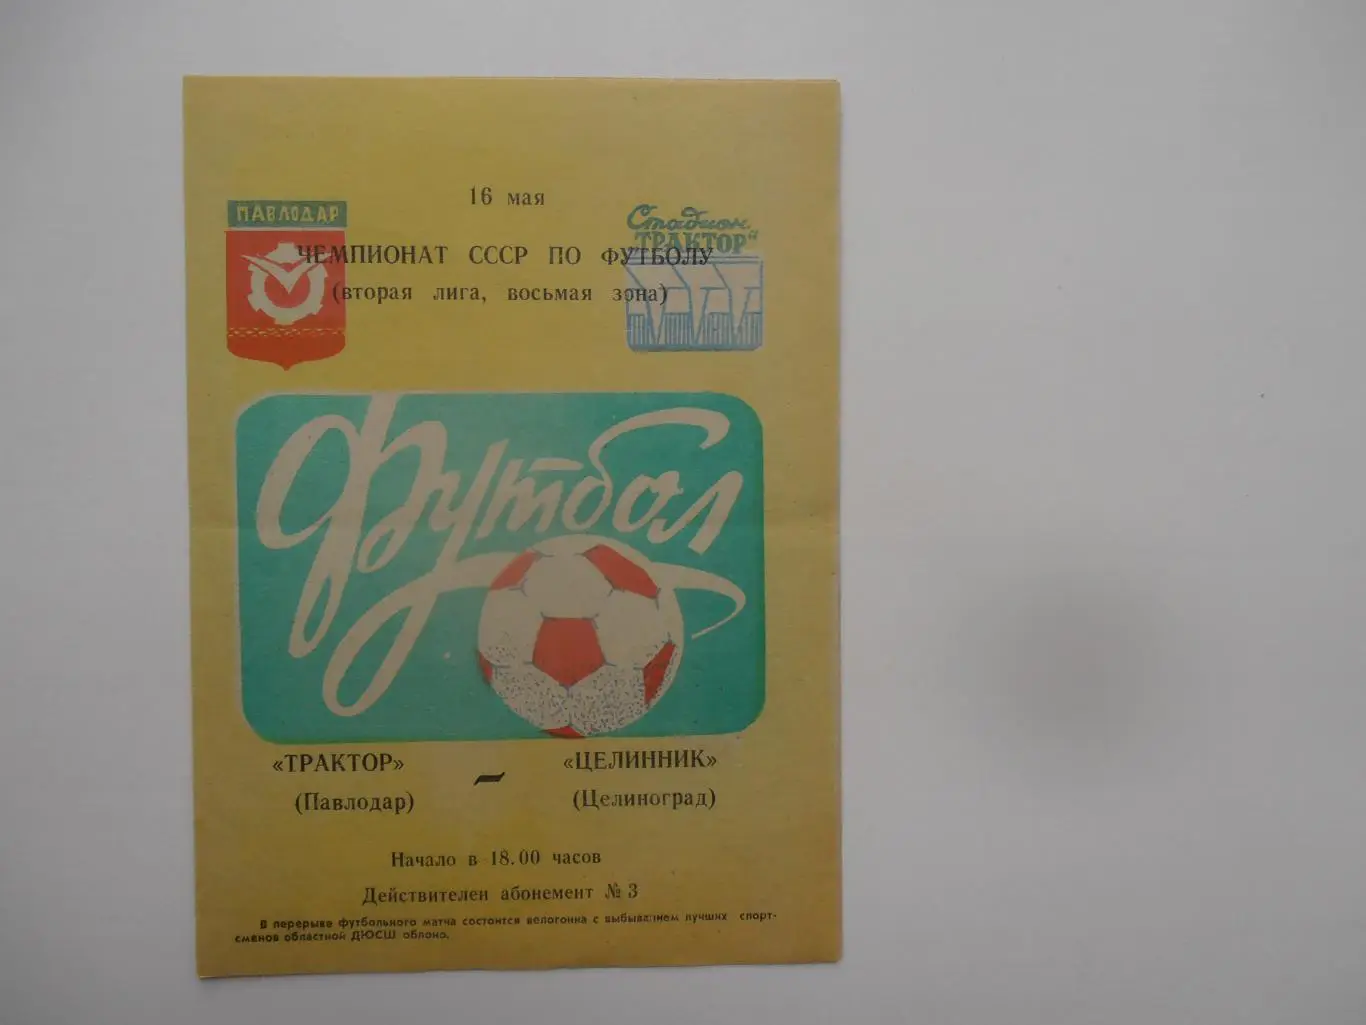 16 мая
ПАВЛОДАР
Стадион
"ТРАКТОР"
ЧЕМПИОНАТ СССР ПО ФУТБОЛУ
(вторая лига, восьмая зона)
Футбол
«ТРАКТОР» – «ЦЕЛИННИК»
(Павлодар) (Целиноград)
Начало в 18.00 часов
Действителен абонемент № 3
В перерыве футбольного матча состоится велогонка с выбыванием лучших спорт-
сменов областной ДЮСШ облоно.